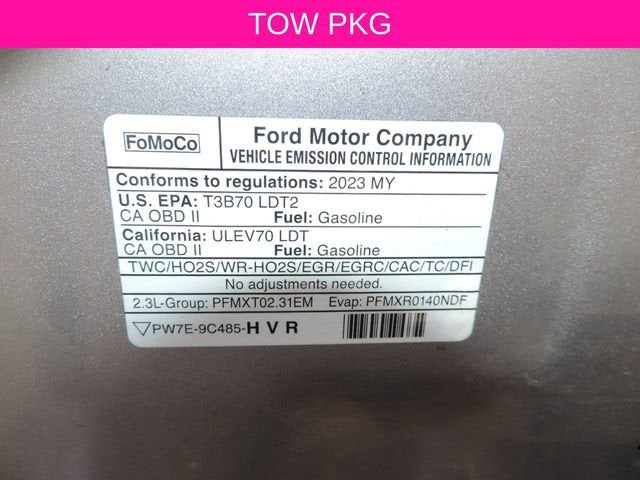 TOW PKG
FoMoCo
Ford Motor Company
VEHICLE EMISSION CONTROL INFORMATION
Conforms to regulations: 2023 MY
U.S. EPA: T3B70 LDT2
CA OBD II Fuel: Gasoline
California: ULEV70 LDT
CA OBD II Fuel: Gasoline
TWC/HO2S/WR-HO2S/EGR/EGRC/CAC/TC/DFI
No adjustments needed.
2.3L-Group: PFMXT02.31EM Evap: PFMXR0140NDF
PW7E-9C485-H V R